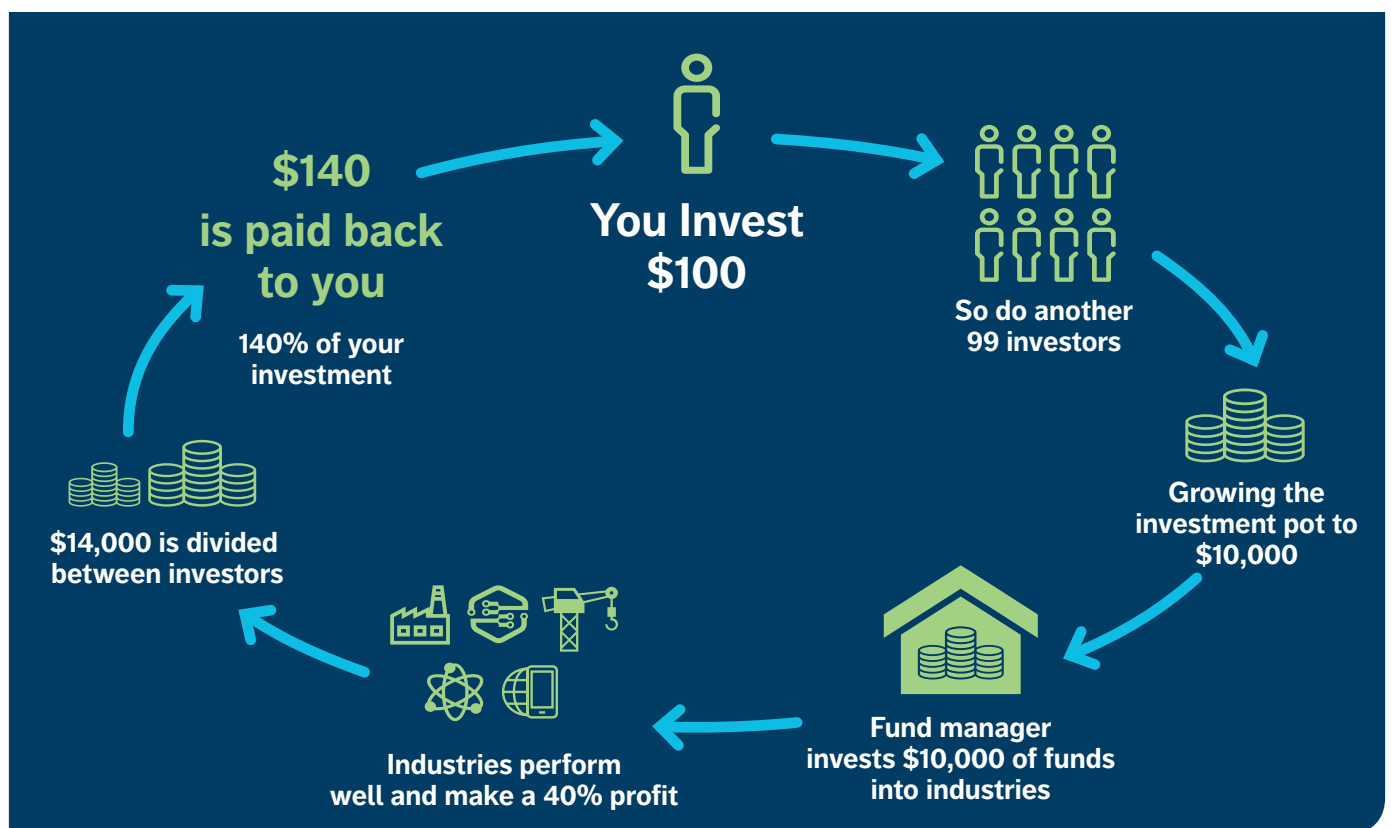 You Invest
$100
So do another
99 investors
Growing the
investment pot to
$10,000
Fund manager
invests $10,000 of funds
into industries
Industries perform
well and make a 40% profit
$14,000 is divided
between investors
$140
is paid back
to you
140% of your
investment